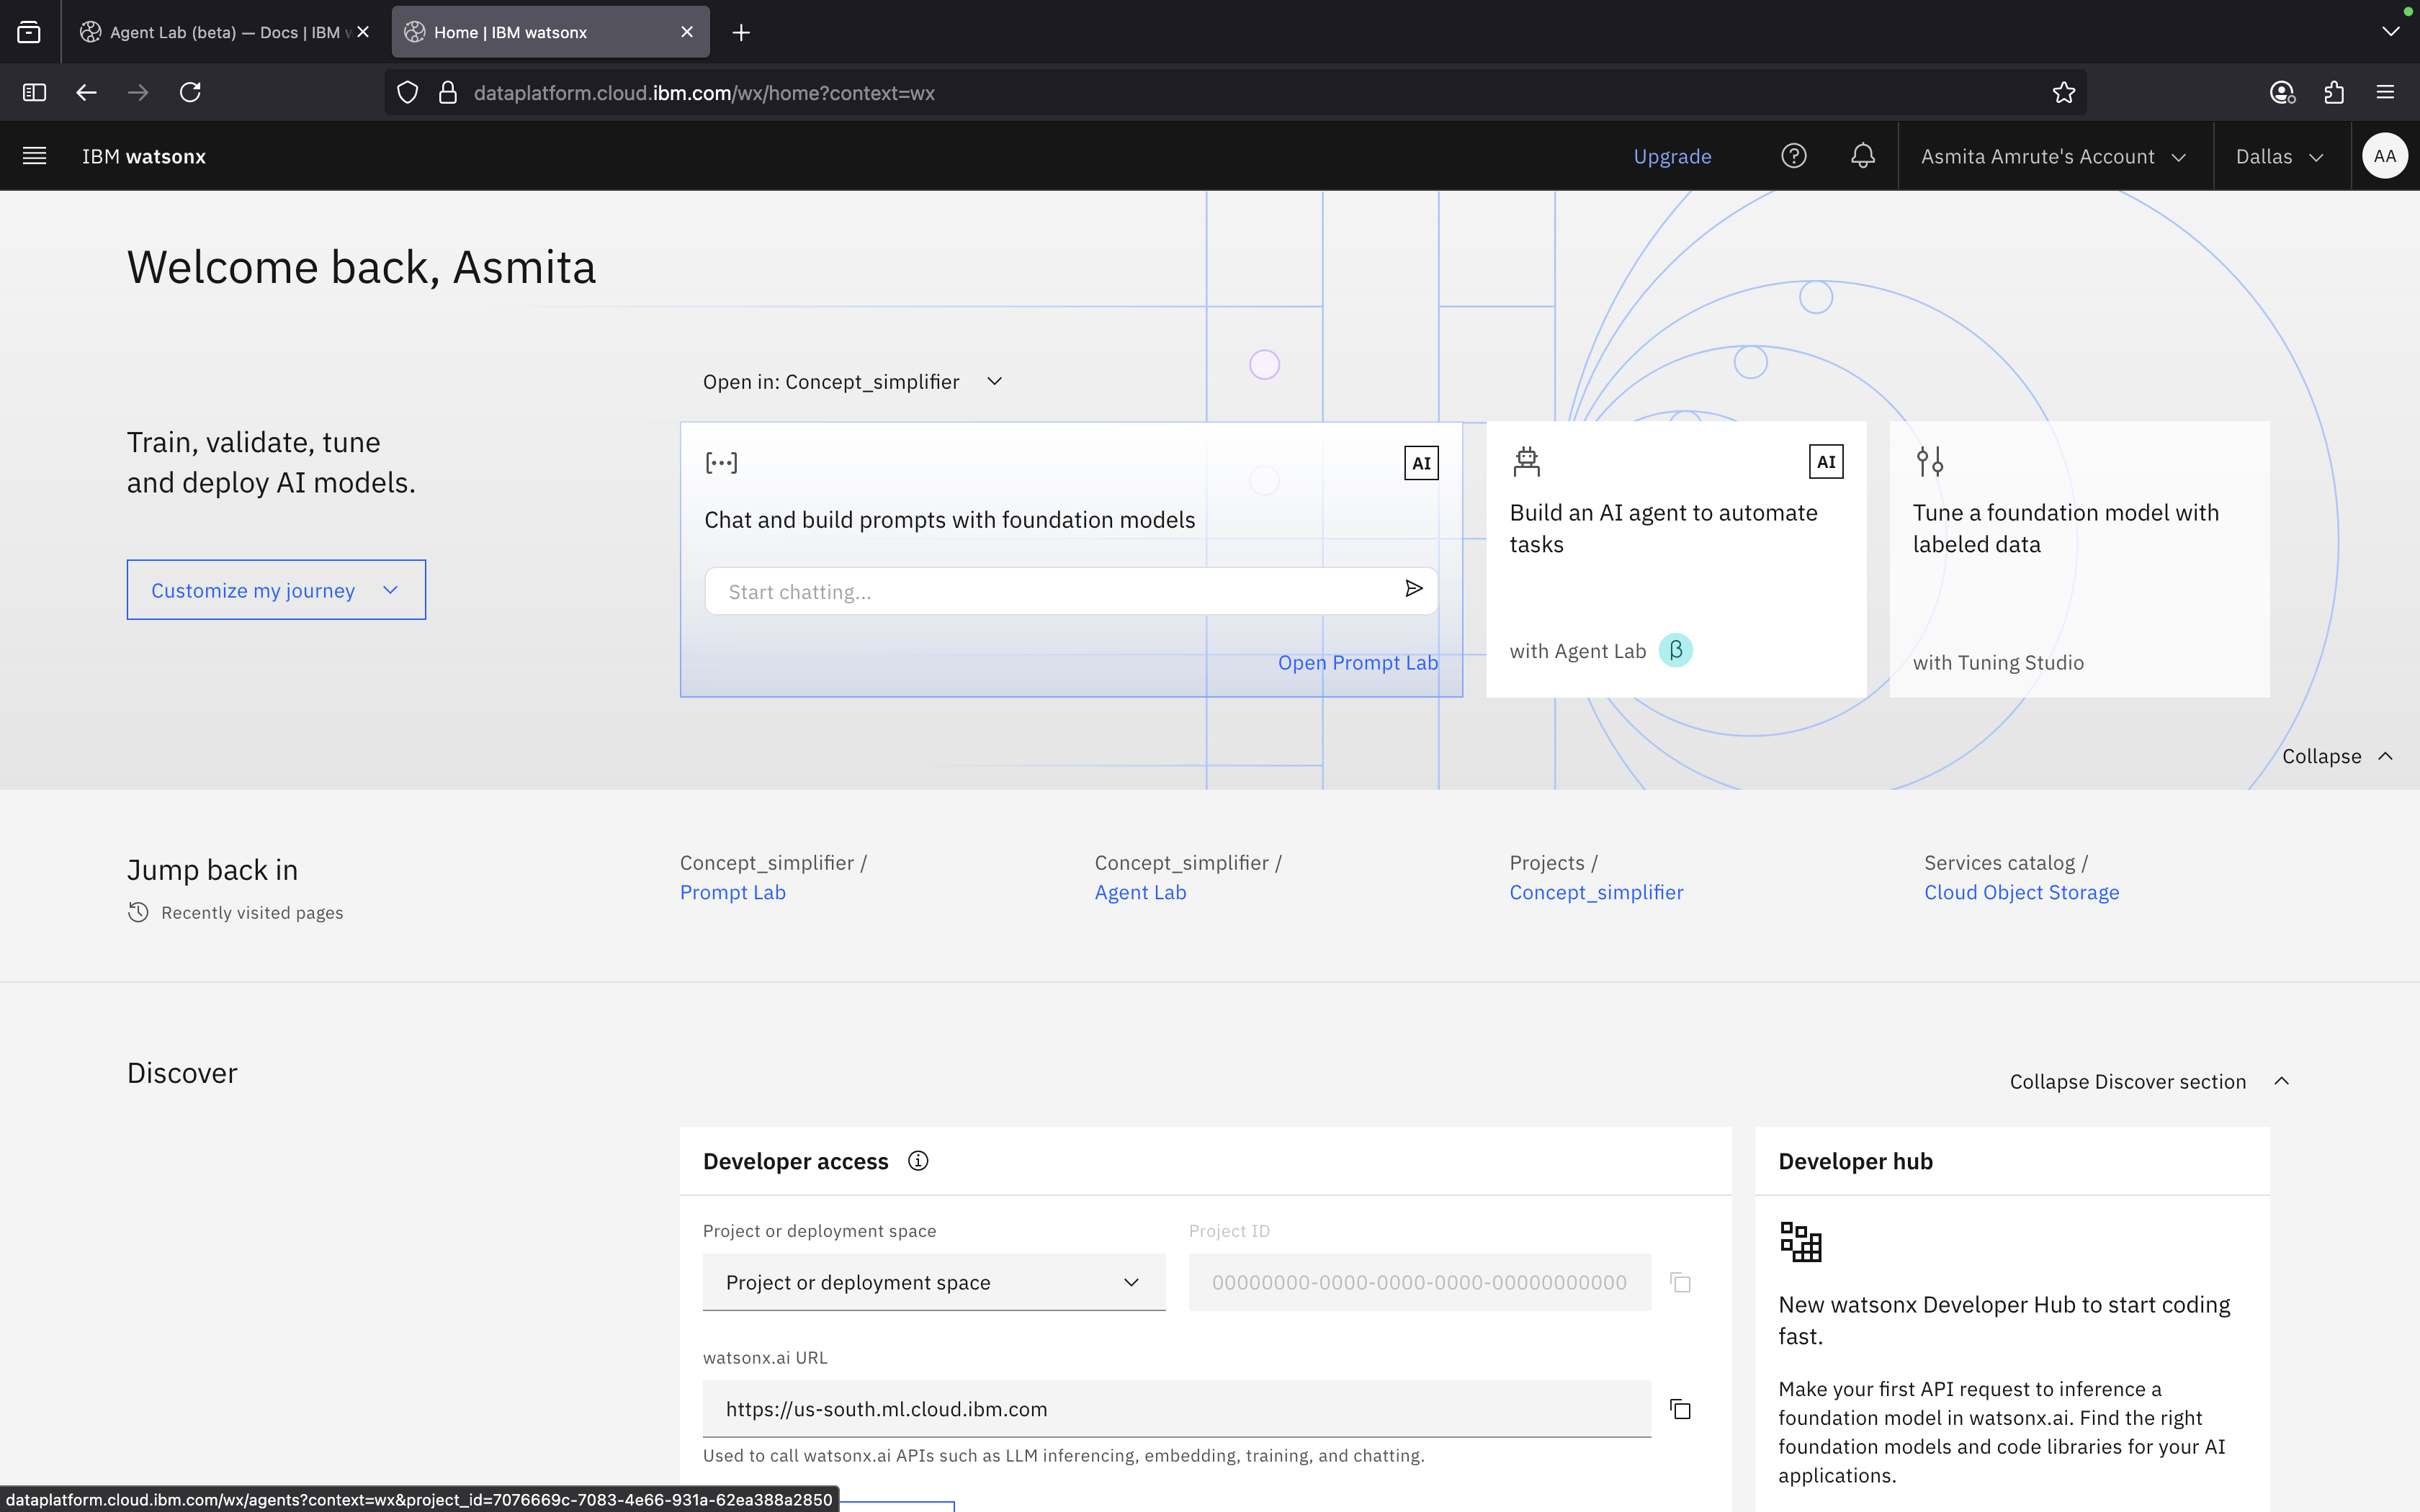 Agent Lab (beta) — Docs | IBM w
Home | IBM watsonx
dataplatform.cloud.ibm.com/wx/home?context=wx
IBM watsonx
Upgrade
Asmita Amrute's Account
Dallas
AA
Welcome back, Asmita
Open in: Concept_simplifier
Train, validate, tune
and deploy AI models.
Customize my journey
AI
Chat and build prompts with foundation models
Start chatting...
Open Prompt Lab
AI
Build an AI agent to automate
tasks
with Agent Lab β
Tune a foundation model with
labeled data
with Tuning Studio
Collapse
Jump back in
Recently visited pages
Concept_simplifier /
Prompt Lab
Concept_simplifier /
Agent Lab
Projects /
Concept_simplifier
Services catalog /
Cloud Object Storage
Discover
Collapse Discover section
Developer access
Project or deployment space
Project or deployment space
Project ID
00000000-0000-0000-0000-00000000000
watsonx.ai URL
https://us-south.ml.cloud.ibm.com
Used to call watsonx.ai APIs such as LLM inferencing, embedding, training, and chatting.
Developer hub
New watsonx Developer Hub to start coding
fast.
Make your first API request to inference a
foundation model in watsonx.ai. Find the right
foundation models and code libraries for your AI
applications.
dataplatform.cloud.ibm.com/wx/agents?context=wx&project_id=7076669c-7083-4e66-931a-62ea388a2850